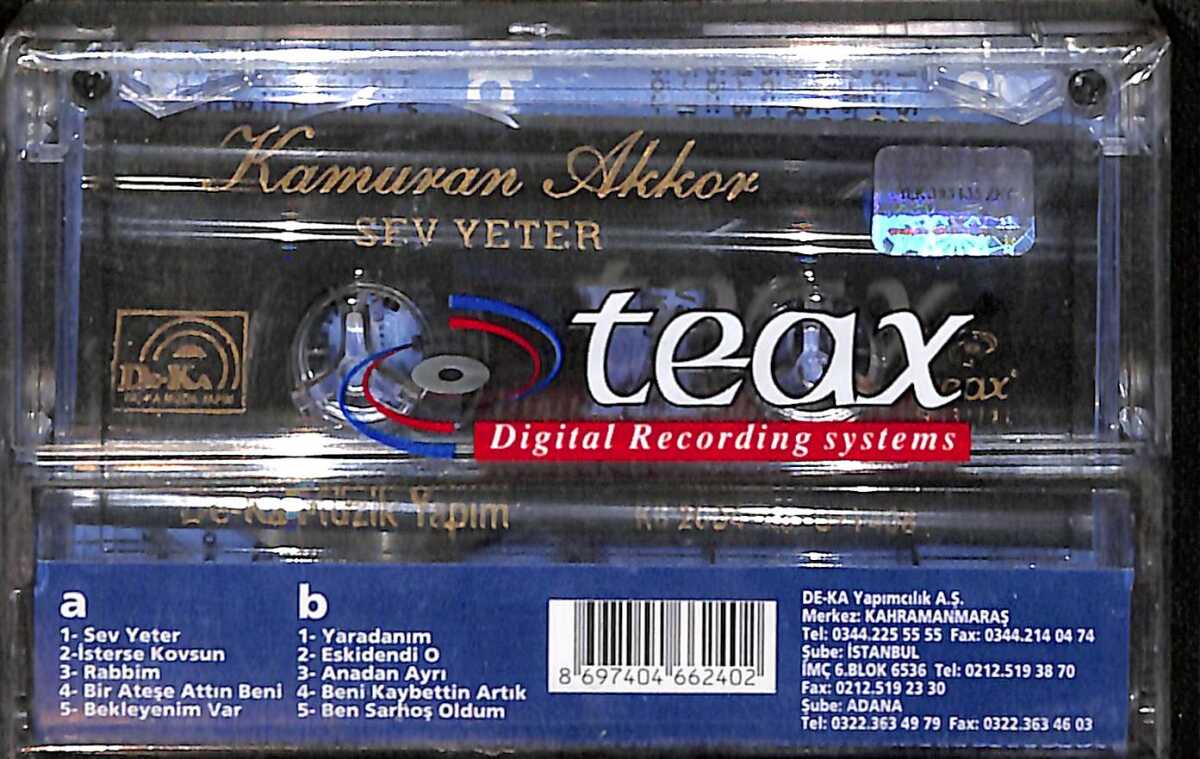 Kamuran Akkor
SEV YETER
DE-KA
teax
Digital Recording systems
De-Ka Müzik Yapım
a
1- Sev Yeter
2-İsterse Kovsun
3- Rabbim
4- Bir Ateşe Attın Beni
5- Bekleyenim Var
b
1- Yaradanım
2- Eskidendi O
3- Anadan Ayrı
4- Beni Kaybettin Artık
5- Ben Sarhoş Oldum
8 697404 662402
DE-KA Yapımcılık A.Ş.
Merkez: KAHRAMANMARAŞ
Tel: 0344.225 55 55 Fax: 0344.214 04 74
Şube: İSTANBUL
İMÇ 6.BLOK 6536 Tel: 0212.519 38 70
Fax: 0212.519 23 30
Şube: ADANA
Tel: 0322.363 49 79 Fax: 0322.363 46 03